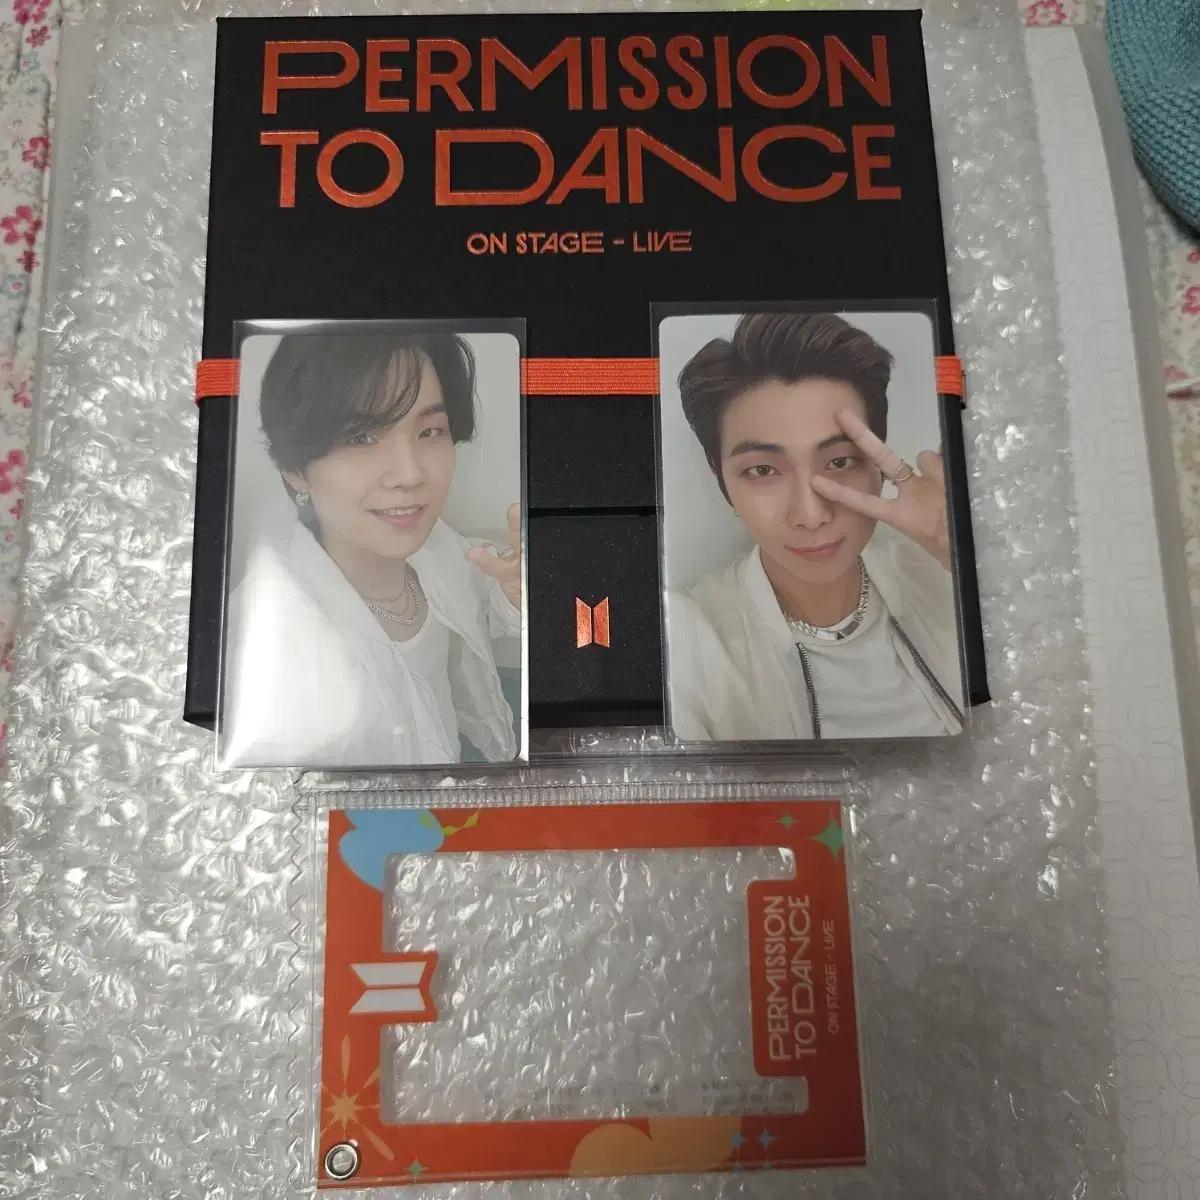 PERMISSION
TO DANCE
ON STAGE - LIVE
PERMISSION
TO DANCE
ON STAGE - LIVE